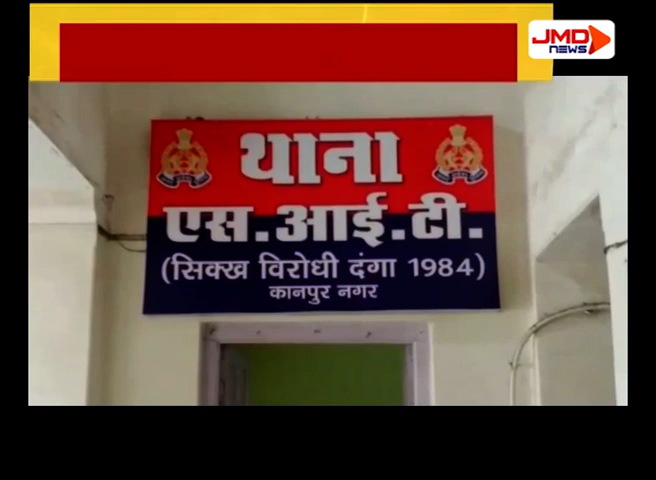 JMD
NEWS
थाना
एस.आई.टी.
(सिक्ख विरोधी दंगा 1984)
कानपुर नगर